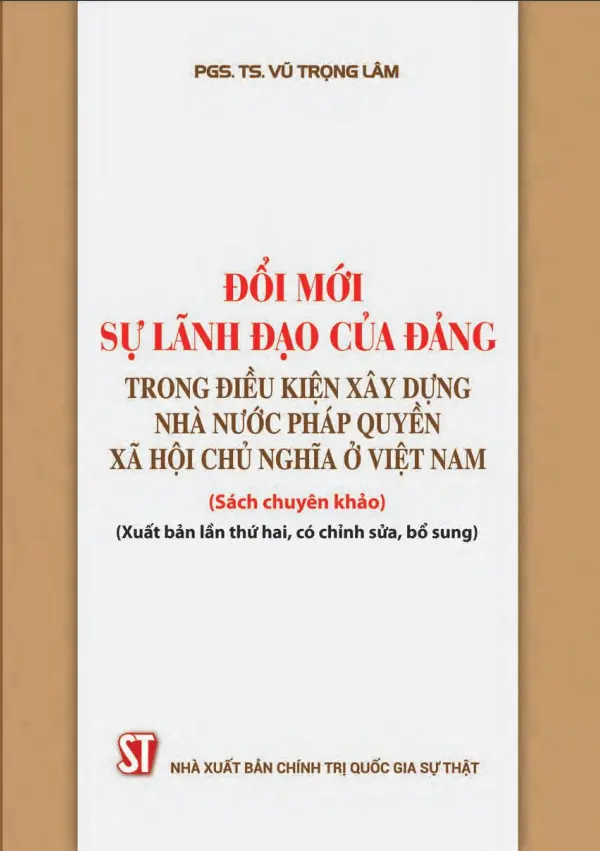 PGS. TS. VŨ TRỌNG LÂM
ĐỔI MỚI
SỰ LÃNH ĐẠO CỦA ĐẢNG
TRONG ĐIỀU KIỆN XÂY DỰNG
NHÀ NƯỚC PHÁP QUYỀN
XÃ HỘI CHỦ NGHĨA Ở VIỆT NAM
(Sách chuyên khảo)
(Xuất bản lần thứ hai, có chỉnh sửa, bổ sung)
ST NHÀ XUẤT BẢN CHÍNH TRỊ QUỐC GIA SỰ THẬT